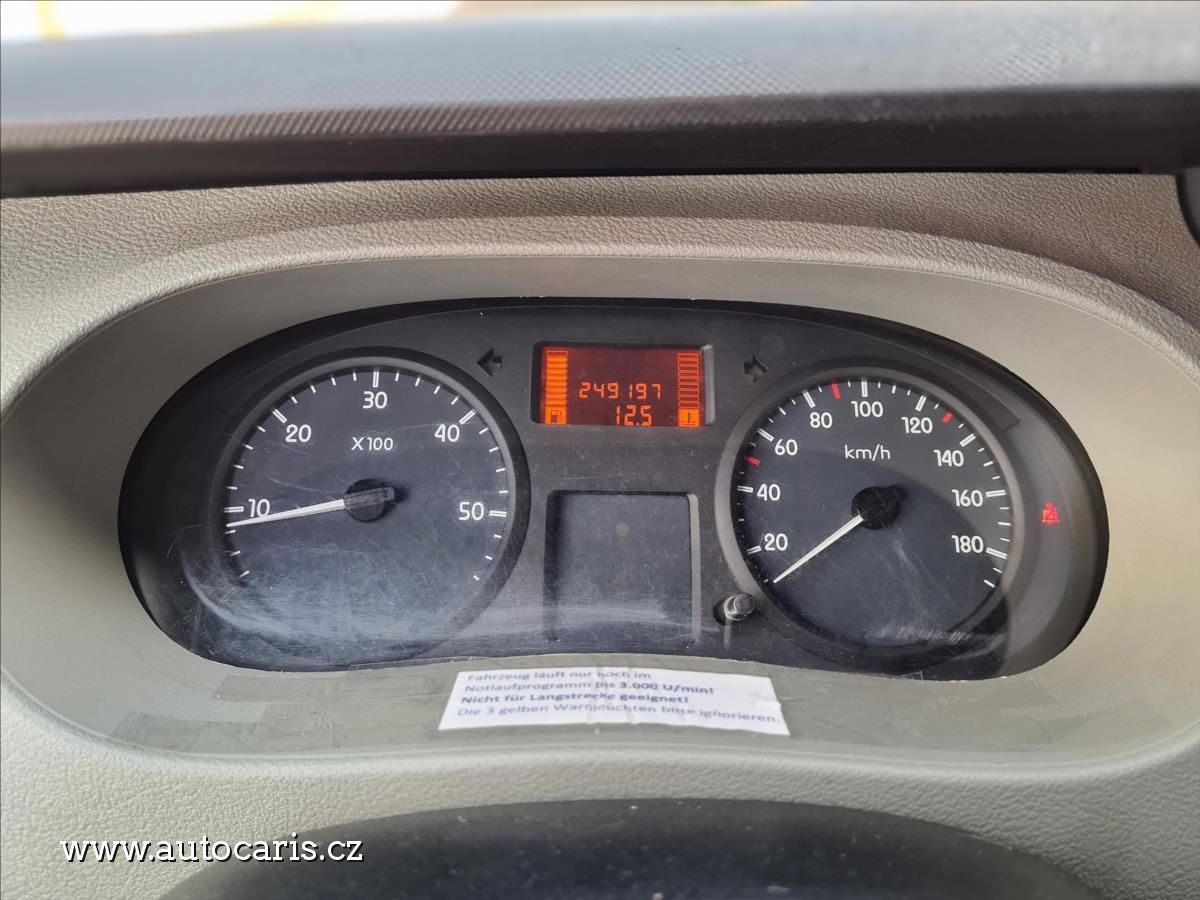 249197
12.5
10
20
30
40
50
X100
20
40
60
80
100
120
140
160
180
km/h
Fahrzeug läuft nur noch im
Notlaufprogramm bis 3.000 U/min!
Nicht für Langstrecke geeignet!
Die 3 gelben Warnleuchten bitte ignorieren.
www.autocaris.cz